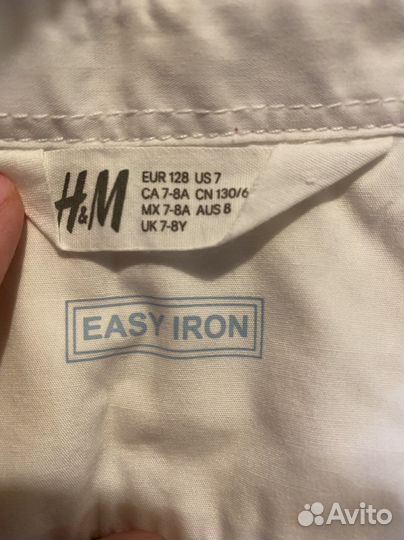 H&M
EUR 128 US 7
CA 7-8A CN 130/6
MX 7-8A AUS 8
UK 7-8Y
EASY IRON
Avito